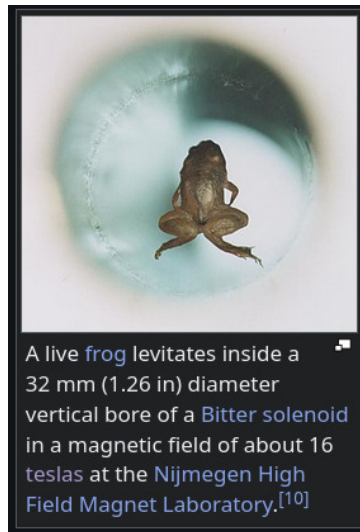 A live frog levitates inside a
32 mm (1.26 in) diameter
vertical bore of a Bitter solenoid
in a magnetic field of about 16
teslas at the Nijmegen High
Field Magnet Laboratory.[10]